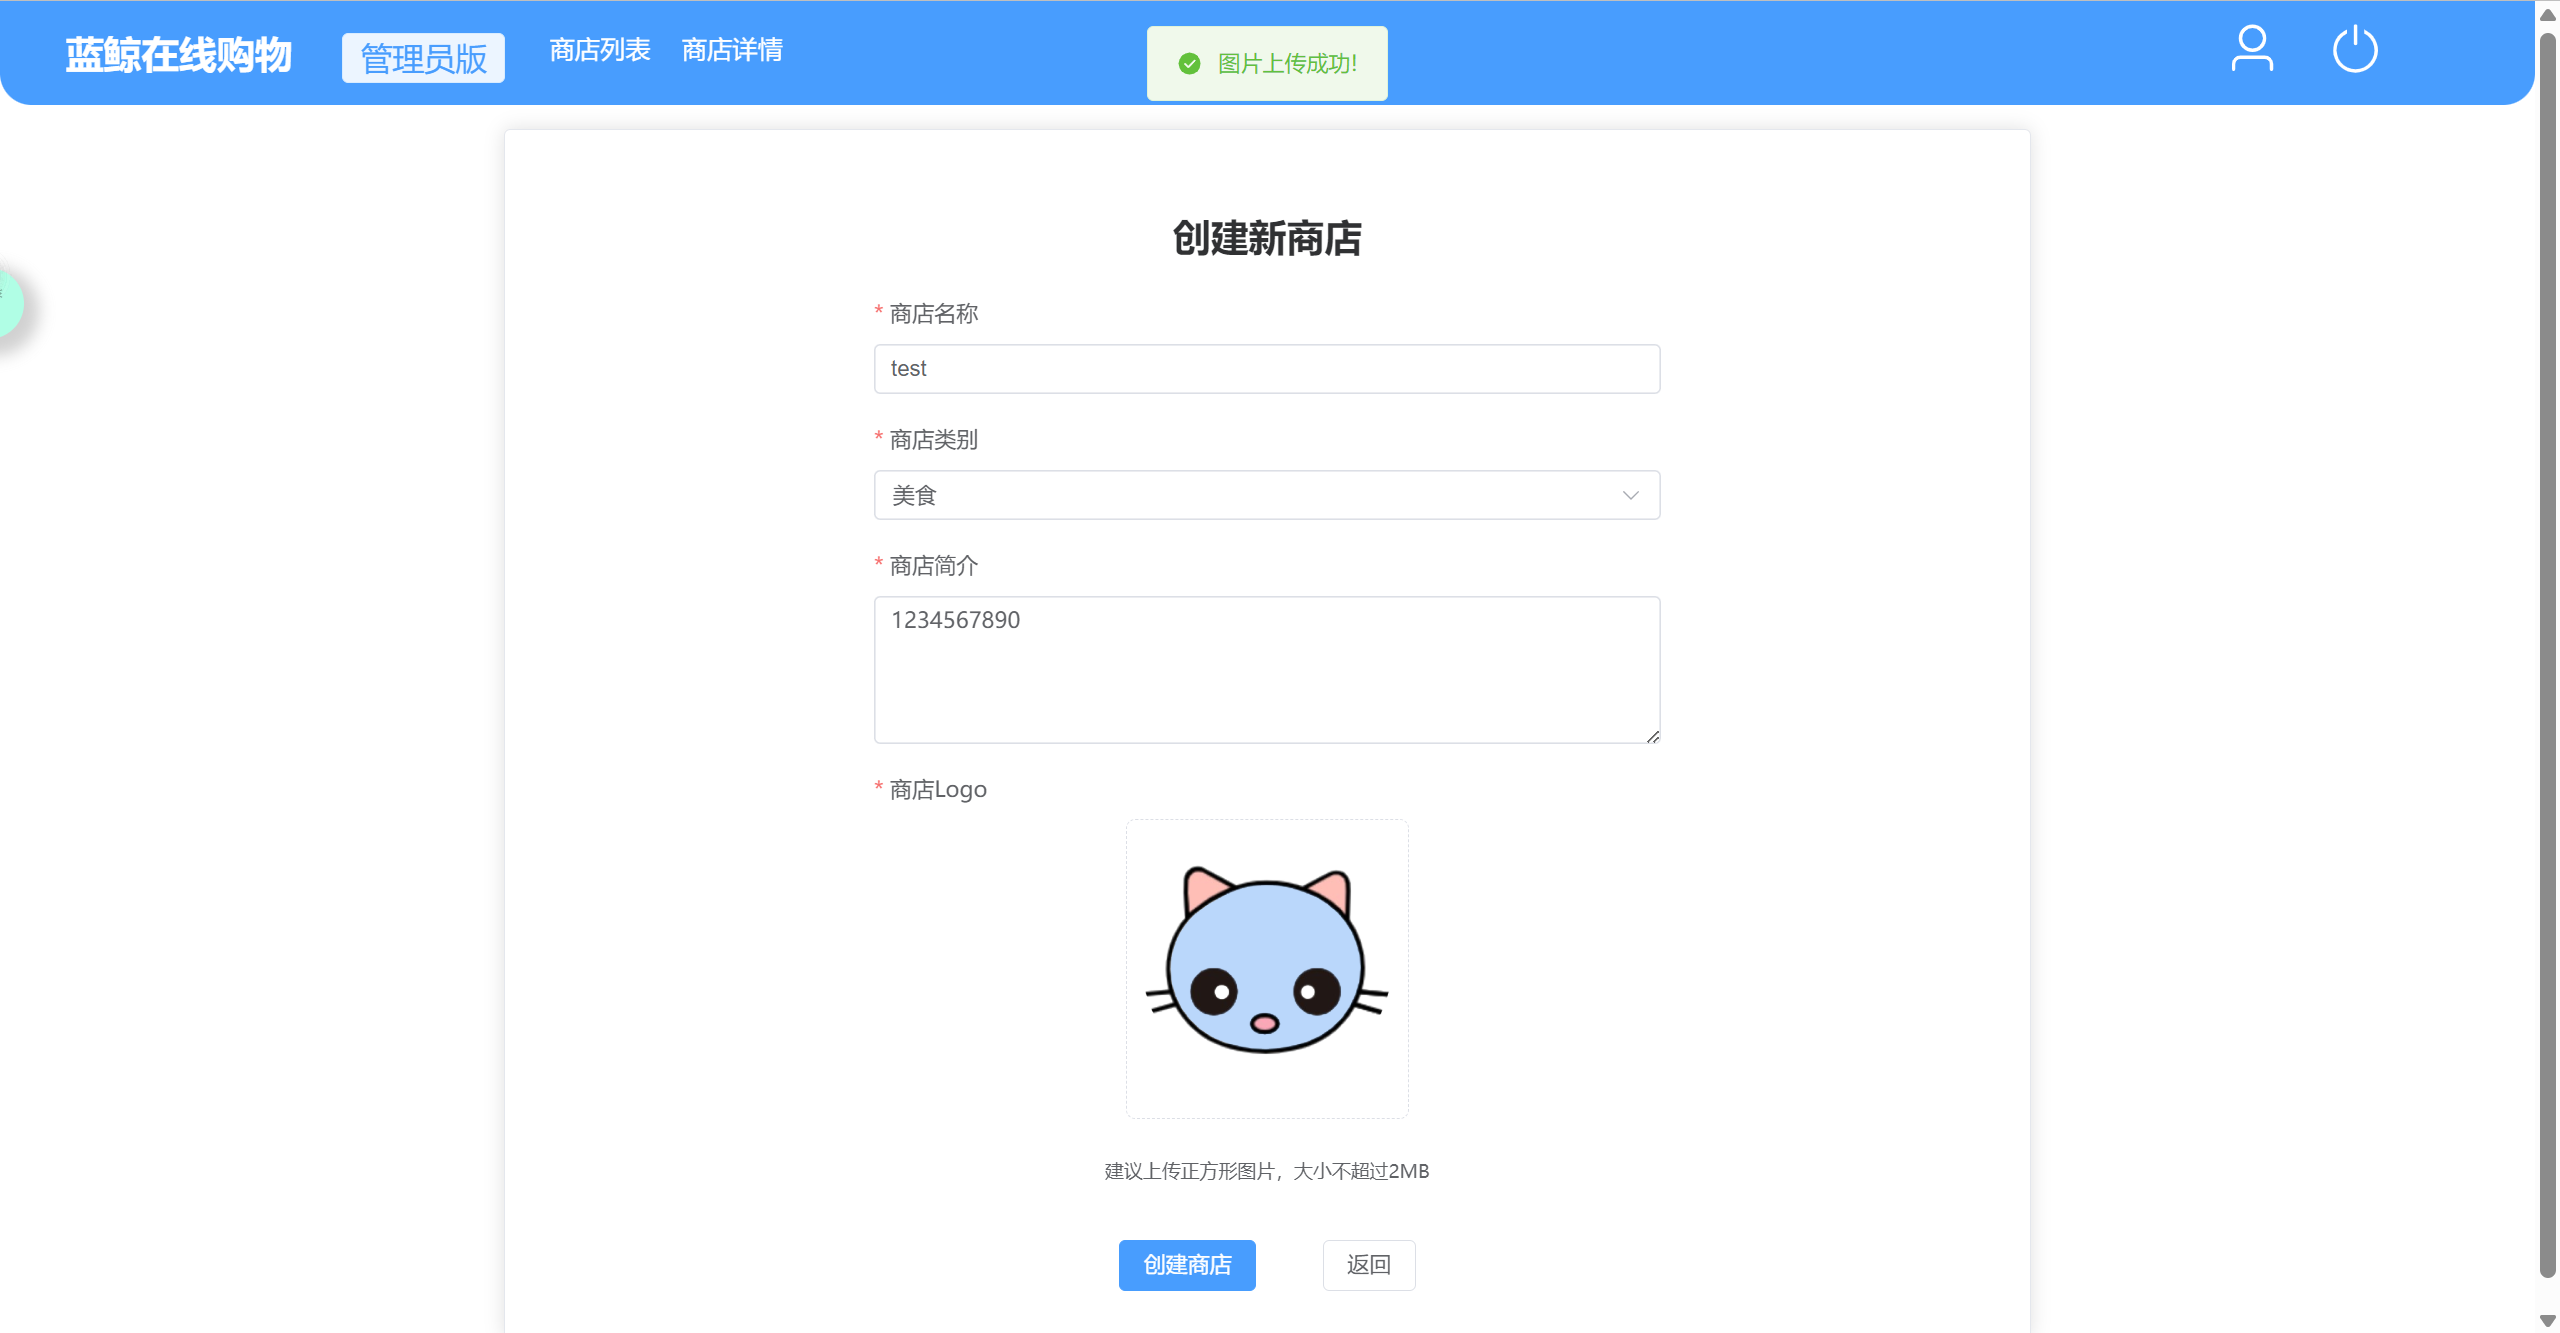 蓝鲸在线购物 管理员版 商店列表 商店详情
图片上传成功!
创建新商店
* 商店名称
test
* 商店类别
美食
* 商店简介
1234567890
* 商店Logo
建议上传正方形图片，大小不超过2MB
创建商店 返回